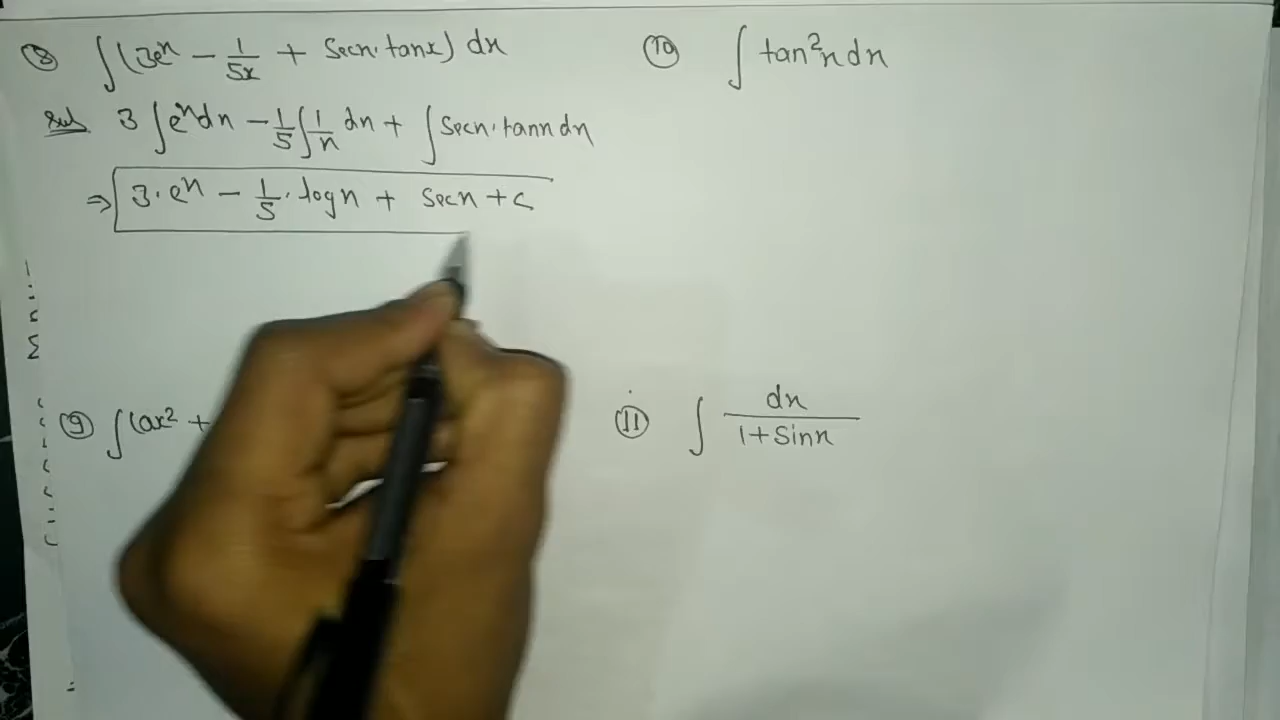 ⑧ ∫(3eˣ − 1/5x + Secx·tanx) dx
Sol. 3 ∫eˣdx − 1/5 ∫1/x dx + ∫Secx·tanx dx
⇒ 3·eˣ − 1/5·logx + Secx + c
⑨ ∫(ax² +
⑩ ∫ tan²x dx
⑪ ∫ dx / 1+Sinx